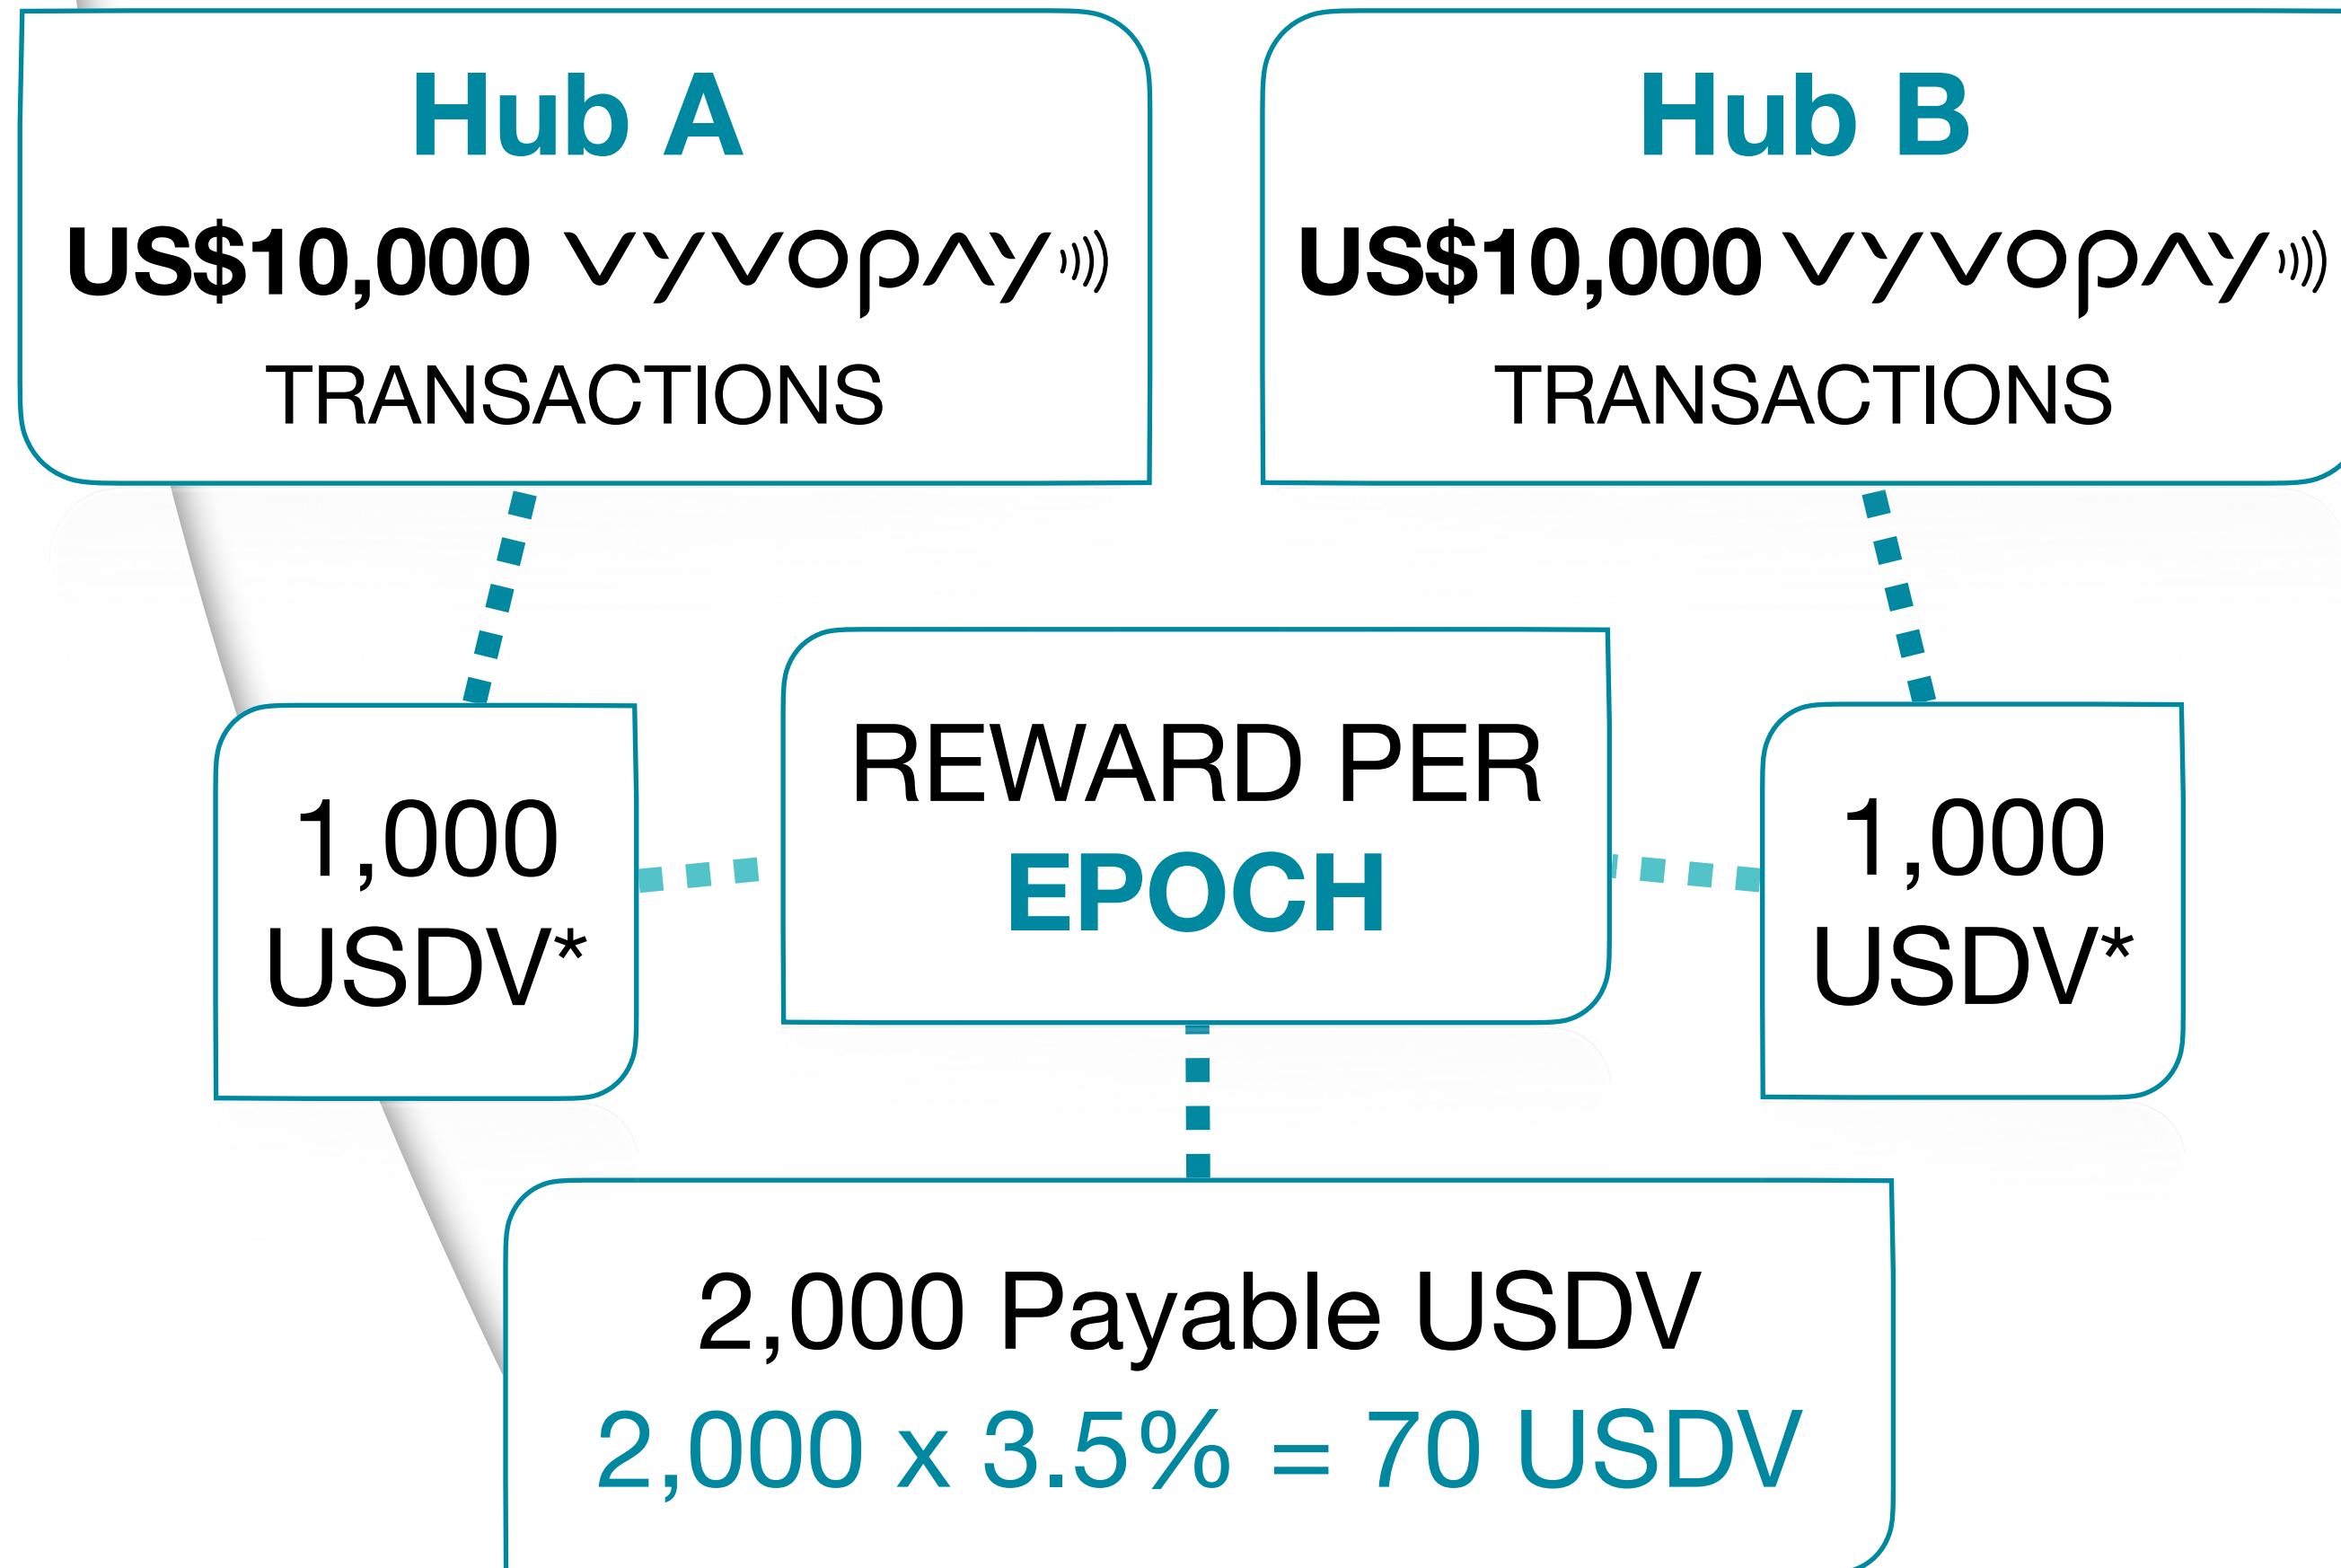 Hub A
US$10,000 vyvopay
TRANSACTIONS
Hub B
US$10,000 vyvopay
TRANSACTIONS
1,000
USDV*
REWARD PER
EPOCH
1,000
USDV*
2,000 Payable USDV
2,000 x 3.5% = 70 USDV